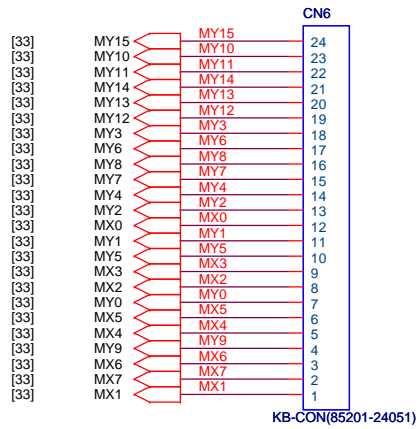 CN6
[33] MY15 MY15 24
[33] MY10 MY10 23
[33] MY11 MY11 22
[33] MY14 MY14 21
[33] MY13 MY13 20
[33] MY12 MY12 19
[33] MY3 MY3 18
[33] MY6 MY6 17
[33] MY8 MY8 16
[33] MY7 MY7 15
[33] MY4 MY4 14
[33] MY2 MY2 13
[33] MX0 MX0 12
[33] MY1 MY1 11
[33] MY5 MY5 10
[33] MX3 MX3 9
[33] MX2 MX2 8
[33] MY0 MY0 7
[33] MX5 MX5 6
[33] MX4 MX4 5
[33] MY9 MY9 4
[33] MX6 MX6 3
[33] MX7 MX7 2
[33] MX1 MX1 1
KB-CON(85201-24051)